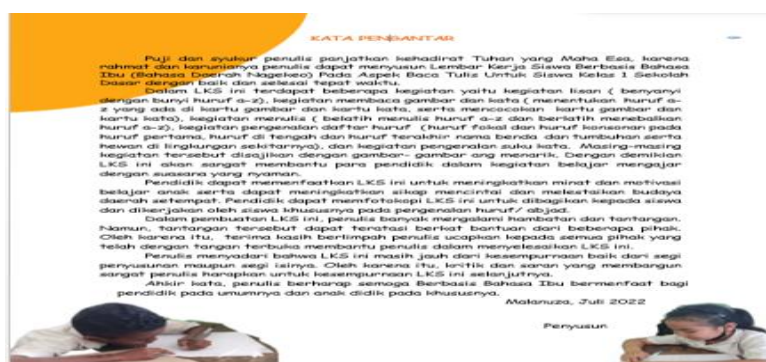 KATA PENGANTAR
Puji dan syukur penulis panjatkan kehadirat Tuhan yang Maha Esa, karena
rahmat dan karunianya penulis dapat menyusun Lembar Kerja Siswa Berbasis Bahasa
Ibu (Bahasa Daerah Nagekeo) Pada Aspek Baca Tulis Untuk Siswa Kelas 1 Sekolah
Dasar dengan baik dan selesai tepat waktu.
Dalam LKS ini terdapat beberapa kegiatan yaitu kegiatan lisan ( benyanyi
dengan bunyi huruf a-z), kegiatan membaca gambar dan kata ( menentukan huruf a-
z yang ada di kartu gambar dan kartu kata, serta mencocakan kartu gambar dan
kartu kata), kegiatan menulis ( belatih menulis huruf a-z dan berlatih menebalkan
huruf a-z), kegiatan pengenalan daftar huruf (huruf fokal dan huruf konsonan pada
huruf pertama, huruf di tengah dan huruf terakhir nama benda dan tumbuhan serta
hewan di lingkungan sekitarnya), dan kegiatan pengenalan suku kata. Masing-masing
kegiatan tersebut disajikan dengan gambar- gambar ang menarik. Dengan demikian
LKS ini akan sangat membantu para pendidik dalam kegiatan belajar mengajar
dengan suasana yang nyaman.
Pendidik dapat memenfaatkan LKS ini untuk meningkatkan minat dan motivasi
belajar anak serta dapat meningkatkan sikap mencintai dan melestaikan budaya
daerah setempat. Pendidik dapat memfotokapi LKS ini untuk dibagikan kepada siswa
dan dikerjakan oleh siswa khususnya pada pengenalan huruf/ abjad.
Dalam pembuatan LKS ini, penulis banyak mengalami hambatan dan tantangan.
Namun, tantangan tersebut dapat teratasi berkat bantuan dari beberapa pihak.
Oleh karena itu, terima kasih berlimpah penulis ucapkan kepada semua pihak yang
telah dengan tangan terbuka membantu penulis dalam menyelesaikan LKS ini.
Penulis menyadari bahwa LKS ini masih jauh dari kesempurnaan baik dari segi
penyusunan maupun segi isinya. Oleh karena itu, kritik dan saran yang membangun
sangat penulis harapkan untuk kesempurnaan LKS ini selanjutnya.
Ahkir kata, penulis berharap semoga Berbasis Bahasa Ibu bermenfaat bagi
pendidik pada umumnya dan anak didik pada khususnya.
Malanuza, Juli 2022
Penyusun